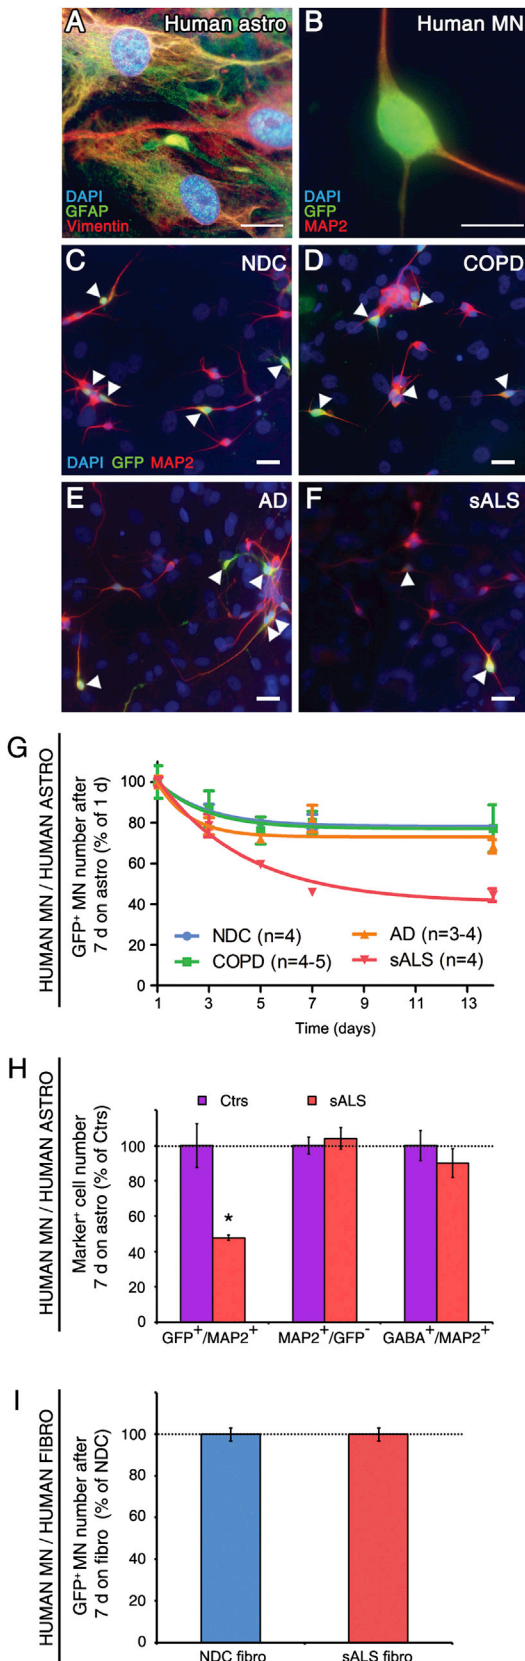 A
Human astro
DAPI
GFAP
Vimentin
B
Human MN
DAPI
GFP
MAP2
C
NDC
DAPI GFP MAP2
D
COPD
E
AD
F
sALS
G
HUMAN MN / HUMAN ASTRO
GFP+ MN number after
7 d on astro (% of 1 d)
100
80
60
40
20
0
NDC (n=4)
COPD (n=4-5)
AD (n=3-4)
sALS (n=4)
1 3 5 7 9 11 13
Time (days)
H
HUMAN MN / HUMAN ASTRO
Marker+ cell number
7 d on astro (% of Ctrs)
Ctrs
sALS
100
80
60
40
20
0
*
GFP+/MAP2+
MAP2+/GFP-
GABA+/MAP2+
I
HUMAN MN / HUMAN FIBRO
GFP+ MN number after
7 d on fibro (% of NDC)
100
80
60
40
20
0
NDC fibro
sALS fibro